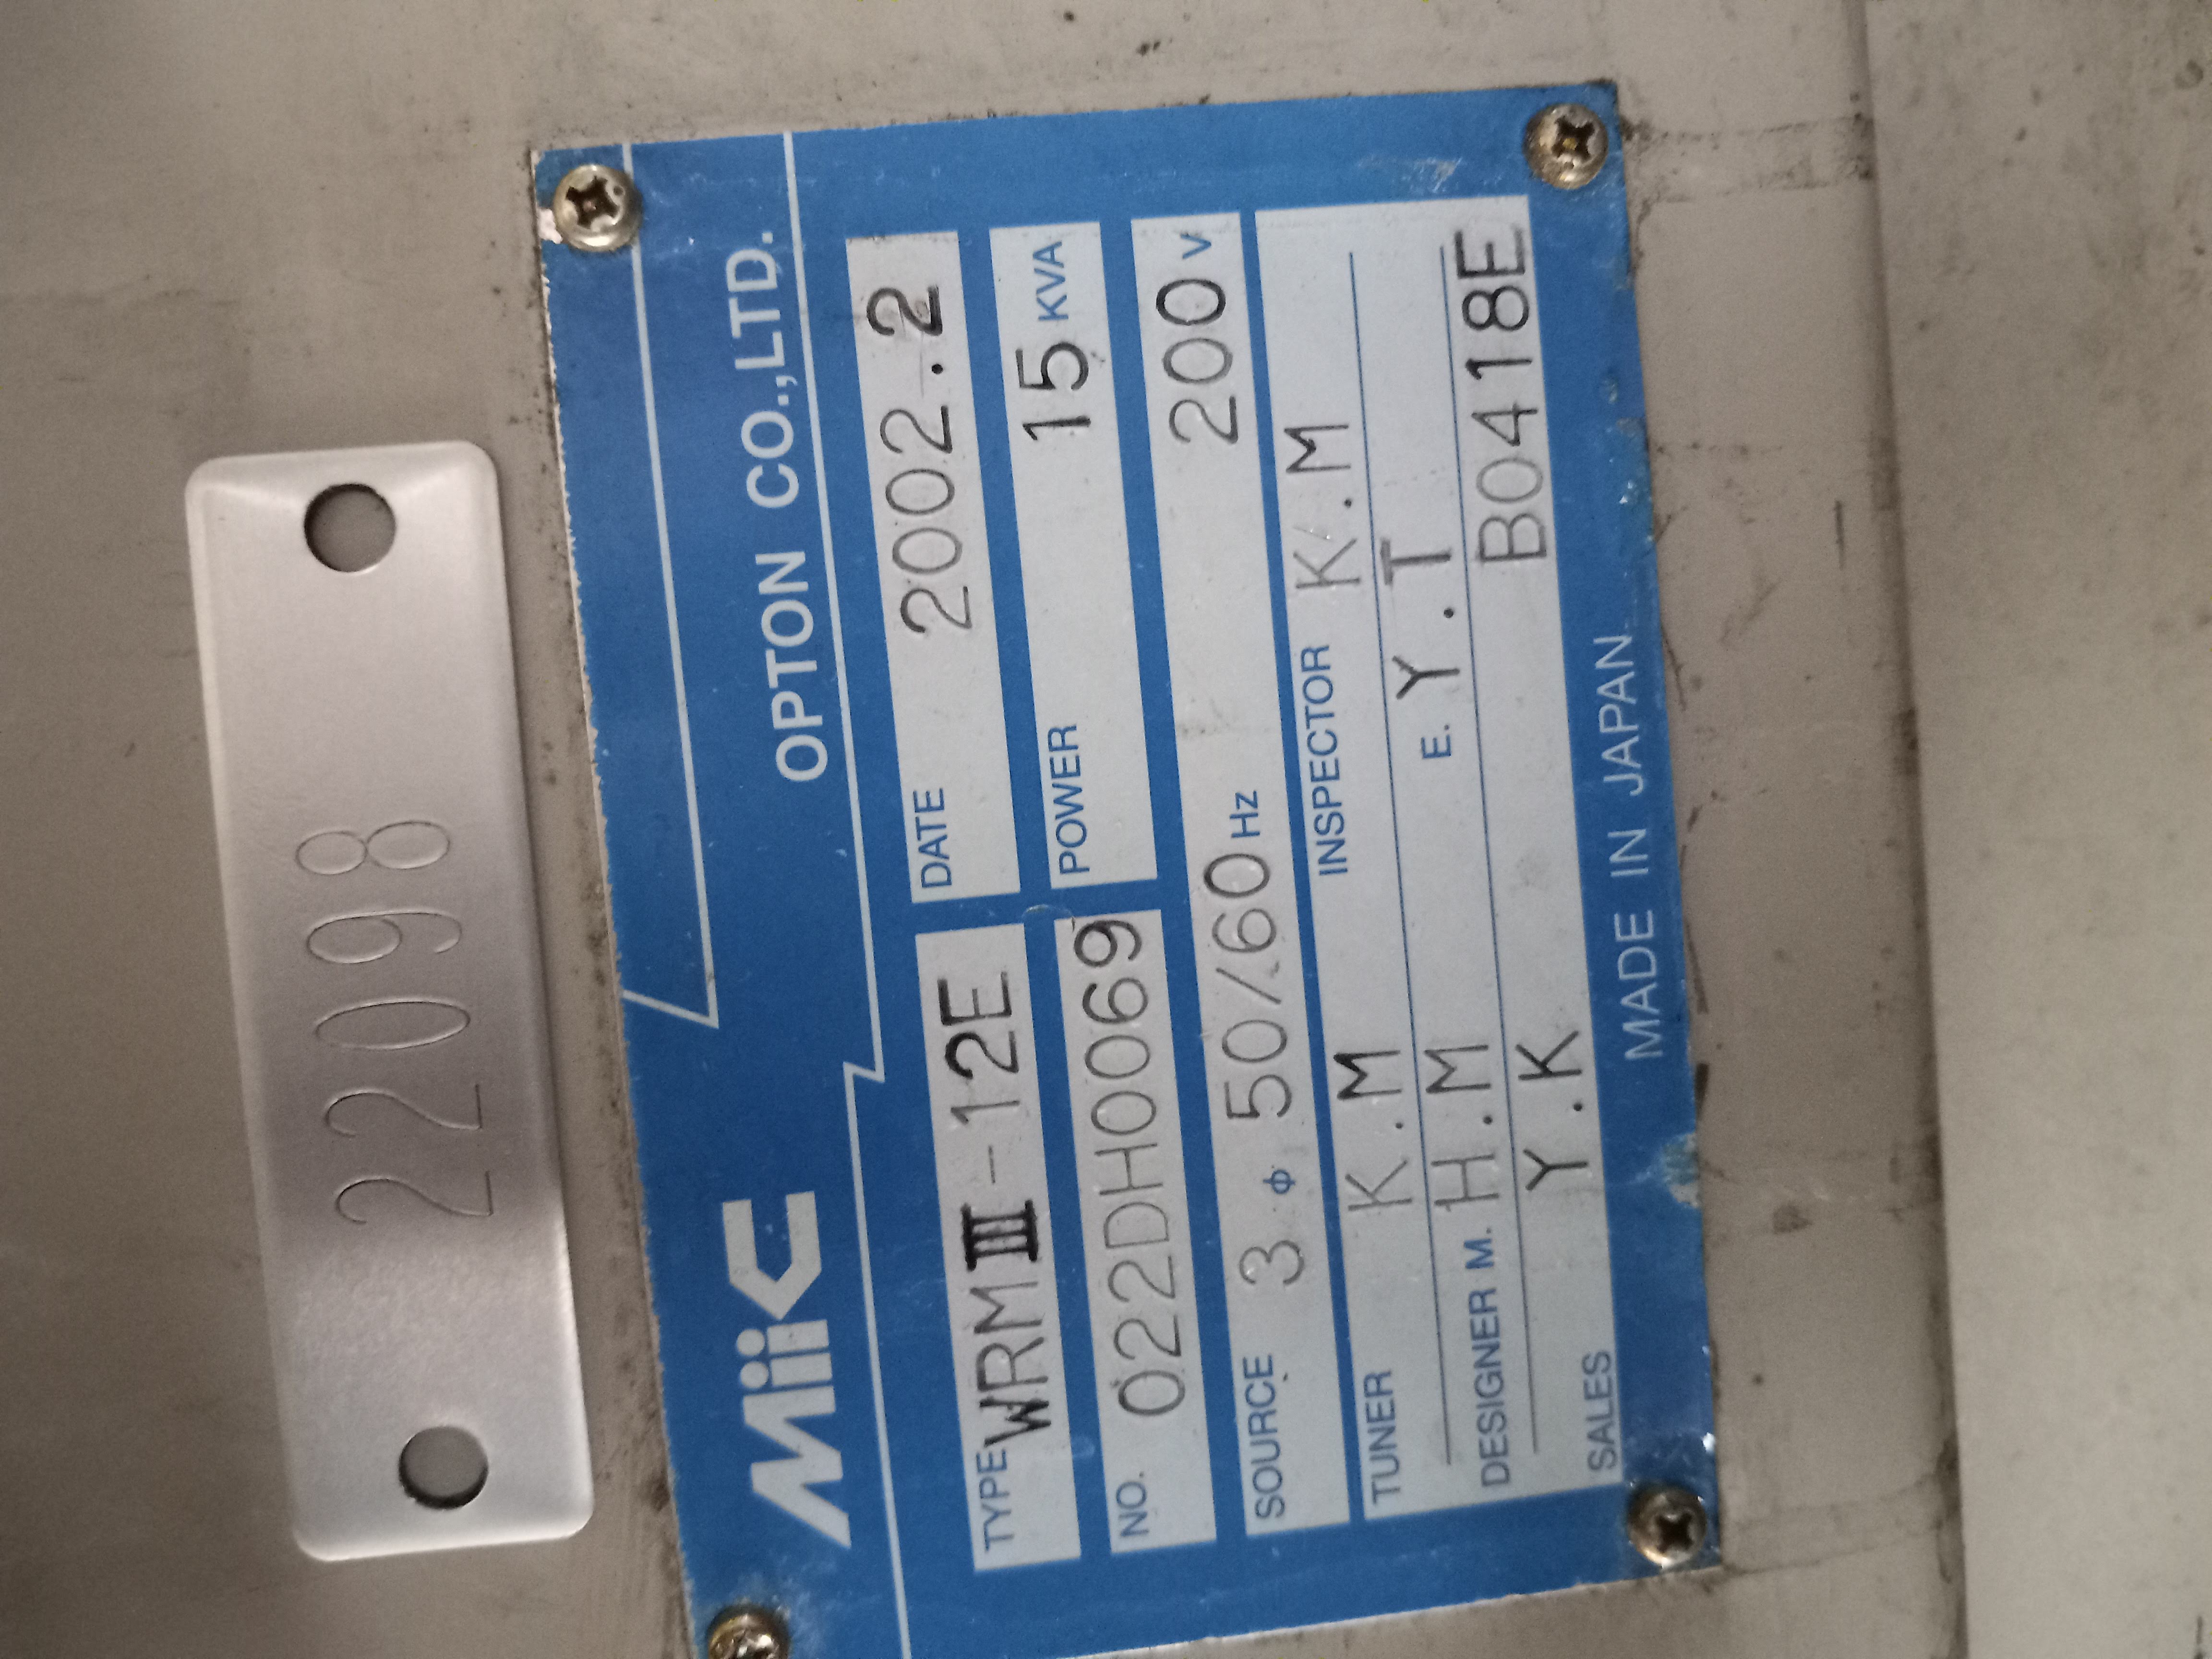 22098
Miic OPTON CO.,LTD.
TYPE WRMIII-12E DATE 2002.2
NO. 022DH0069 POWER 15 KVA
SOURCE 3 ϕ 50/60 Hz 200 V
TUNER K.M INSPECTOR K.M
DESIGNER M. H.M E. Y.T
SALES Y.K B0418E
MADE IN JAPAN